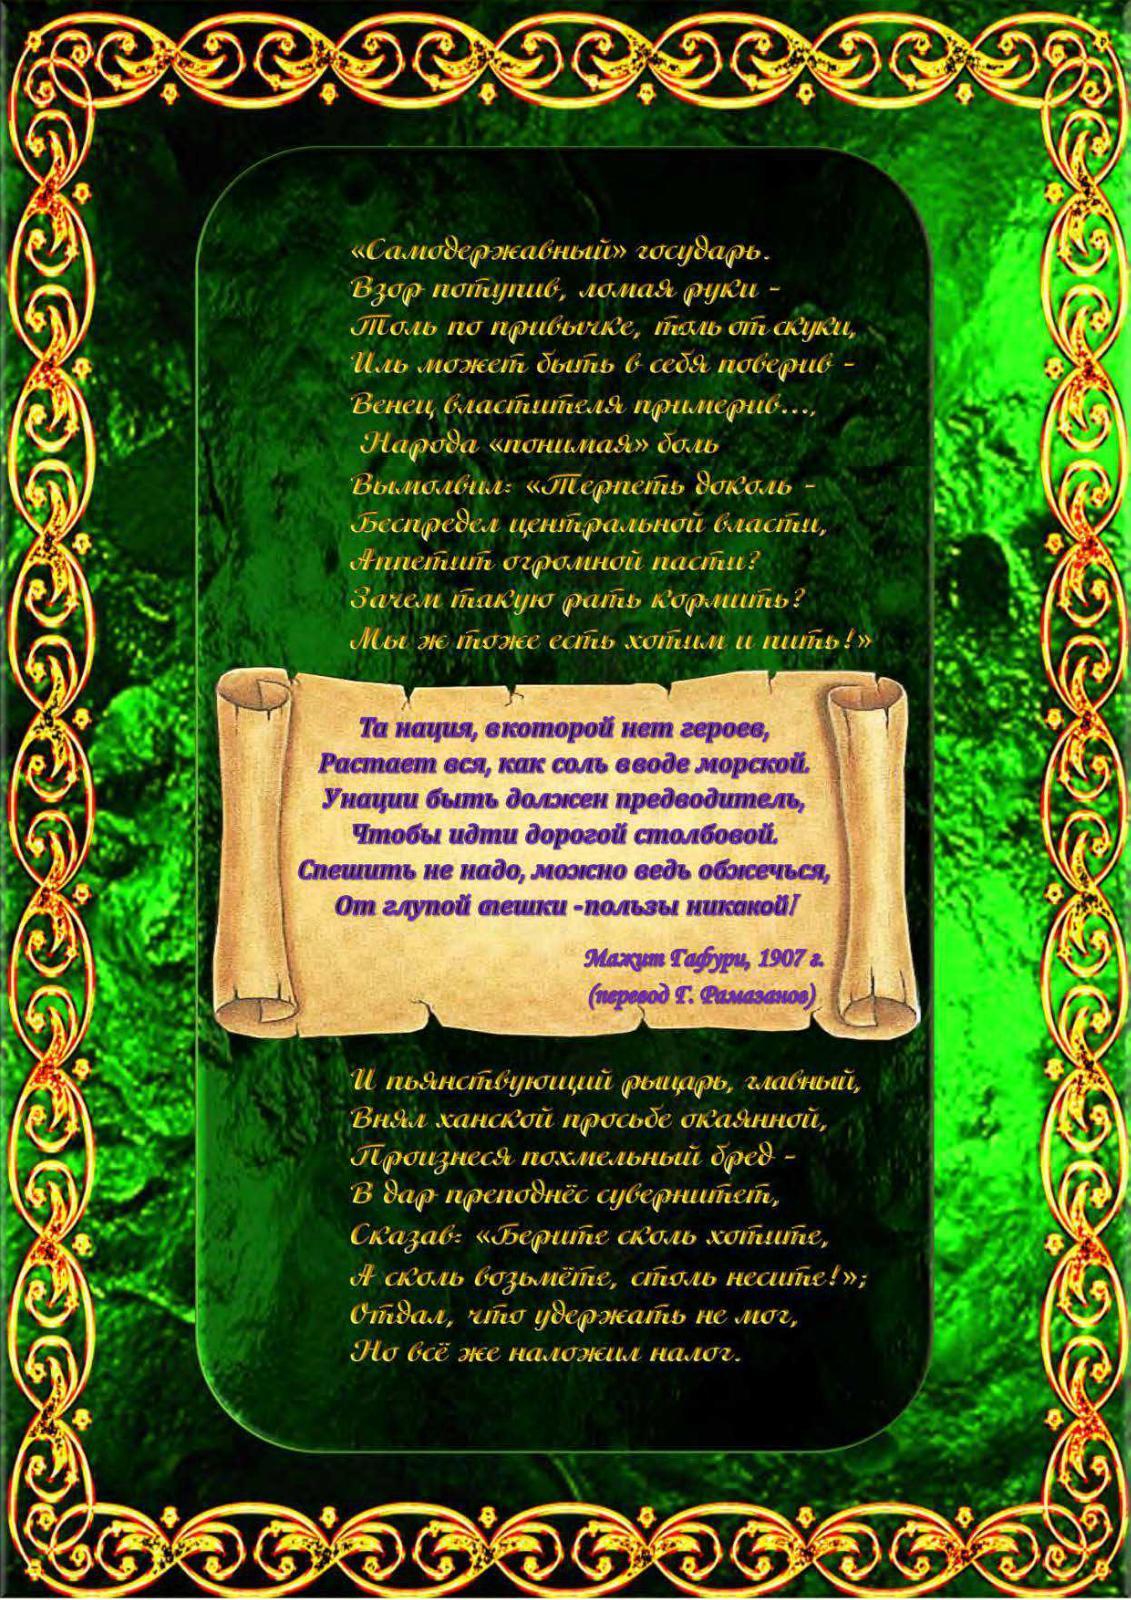 «Самодержавный» государь.
Взор потупив, ломая руки –
Толь по привычке, толь от скуки,
Иль может быть в себя поверив –
Венец властителя примерив...,
Народа «понимая» боль
Вымолвил: «Терпеть доколь –
Беспредел центральной власти,
Аппетит огромной пасти?
Зачем такую рать кормить?
Мы ж тоже есть хотим и пить!»
Та нация, вкоторой нет героев,
Растает вся, как соль вводе морской.
Унации быть должен предводитель,
Чтобы идти дорогой столбовой.
Спешить не надо, можно ведь обжечься,
От глупой спешки -пользы никакой!
Мажит Гафури, 1907 г.
(перевод Г. Рамазанов)
И пьянствующий рыцарь, главный,
Внял ханской просьбе окаянной,
Произнеся похмельный бред –
В дар преподнёс сувернитет,
Сказав: «Берите сколь хотите,
А сколь возьмёте, столь несите!»;
Отдал, что удержать не мог,
Но всё же наложил налог.